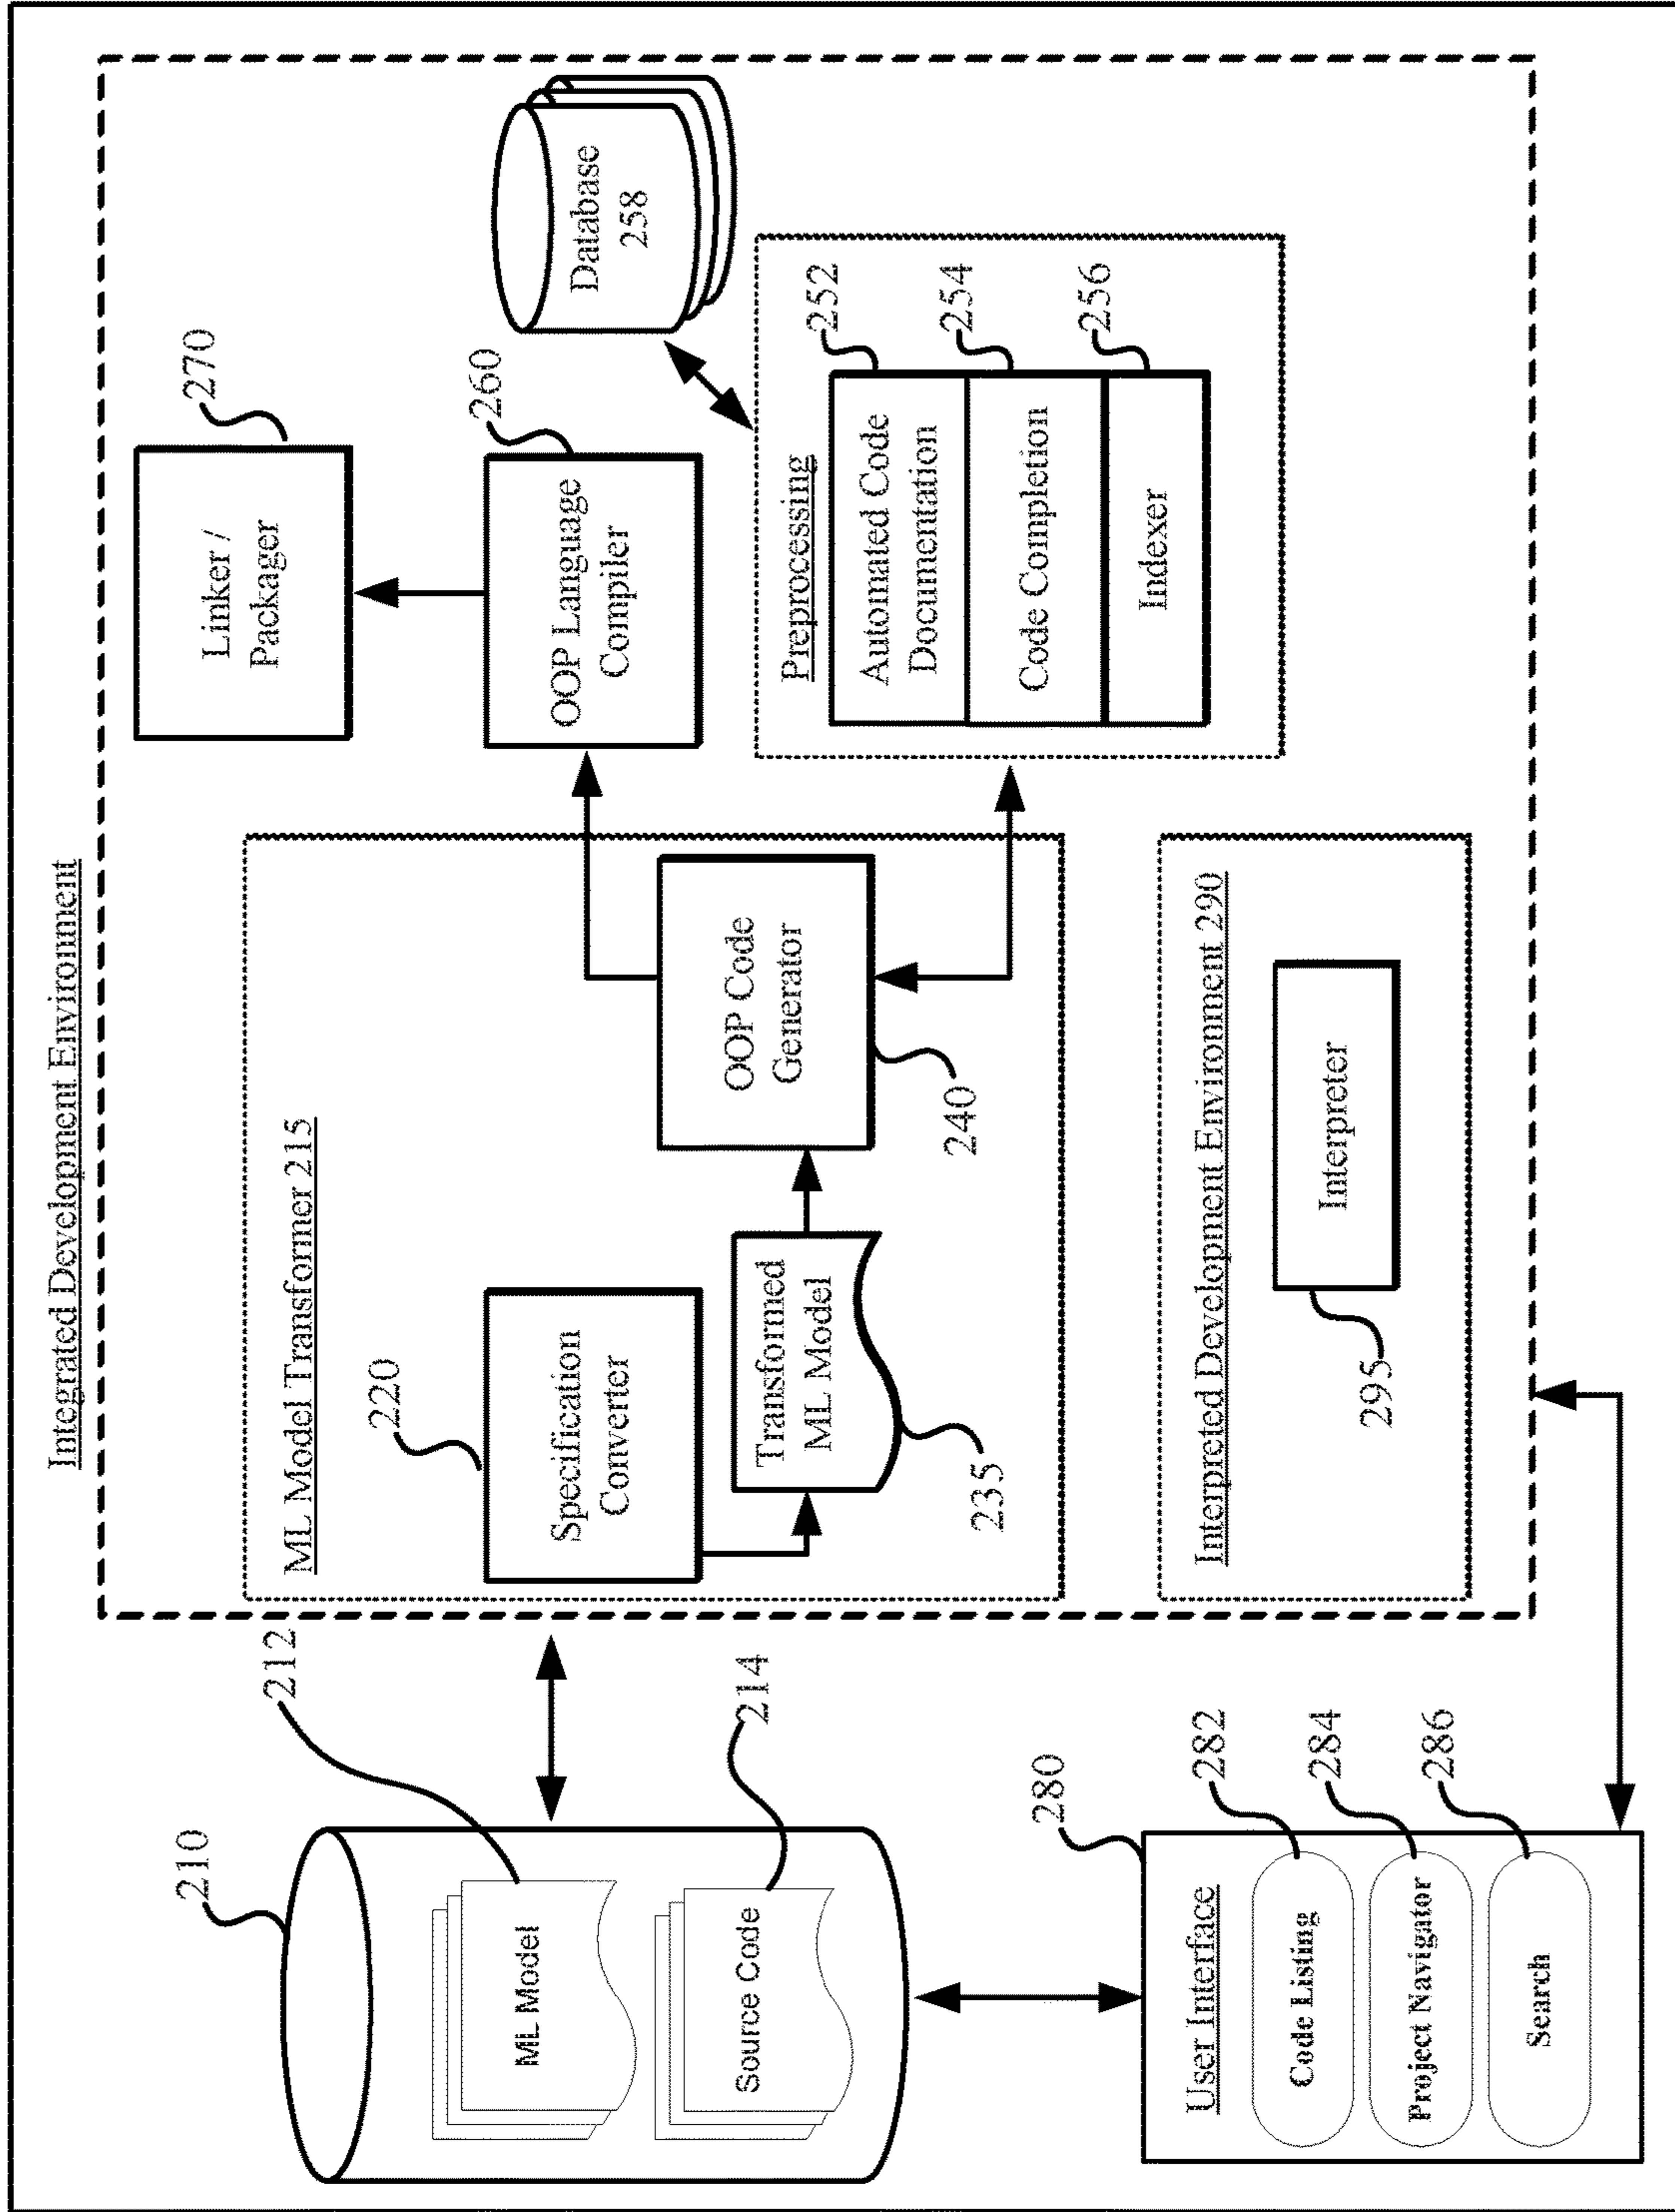 Integrated Development Environment
210
ML Model
212
Source Code
214
280
User Interface
Code Listing
282
Project Navigator
284
Search
286
ML Model Transformer 215
220
Specification
Converter
Transformed
ML Model
235
OOP Code
Generator
240
Interpreted Development Environment 290
Interpreter
295
Linker /
Packager
270
OOP Language
Compiler
260
Database
258
Preprocessing
Automated Code
Documentation
252
Code Completion
254
Indexer
256